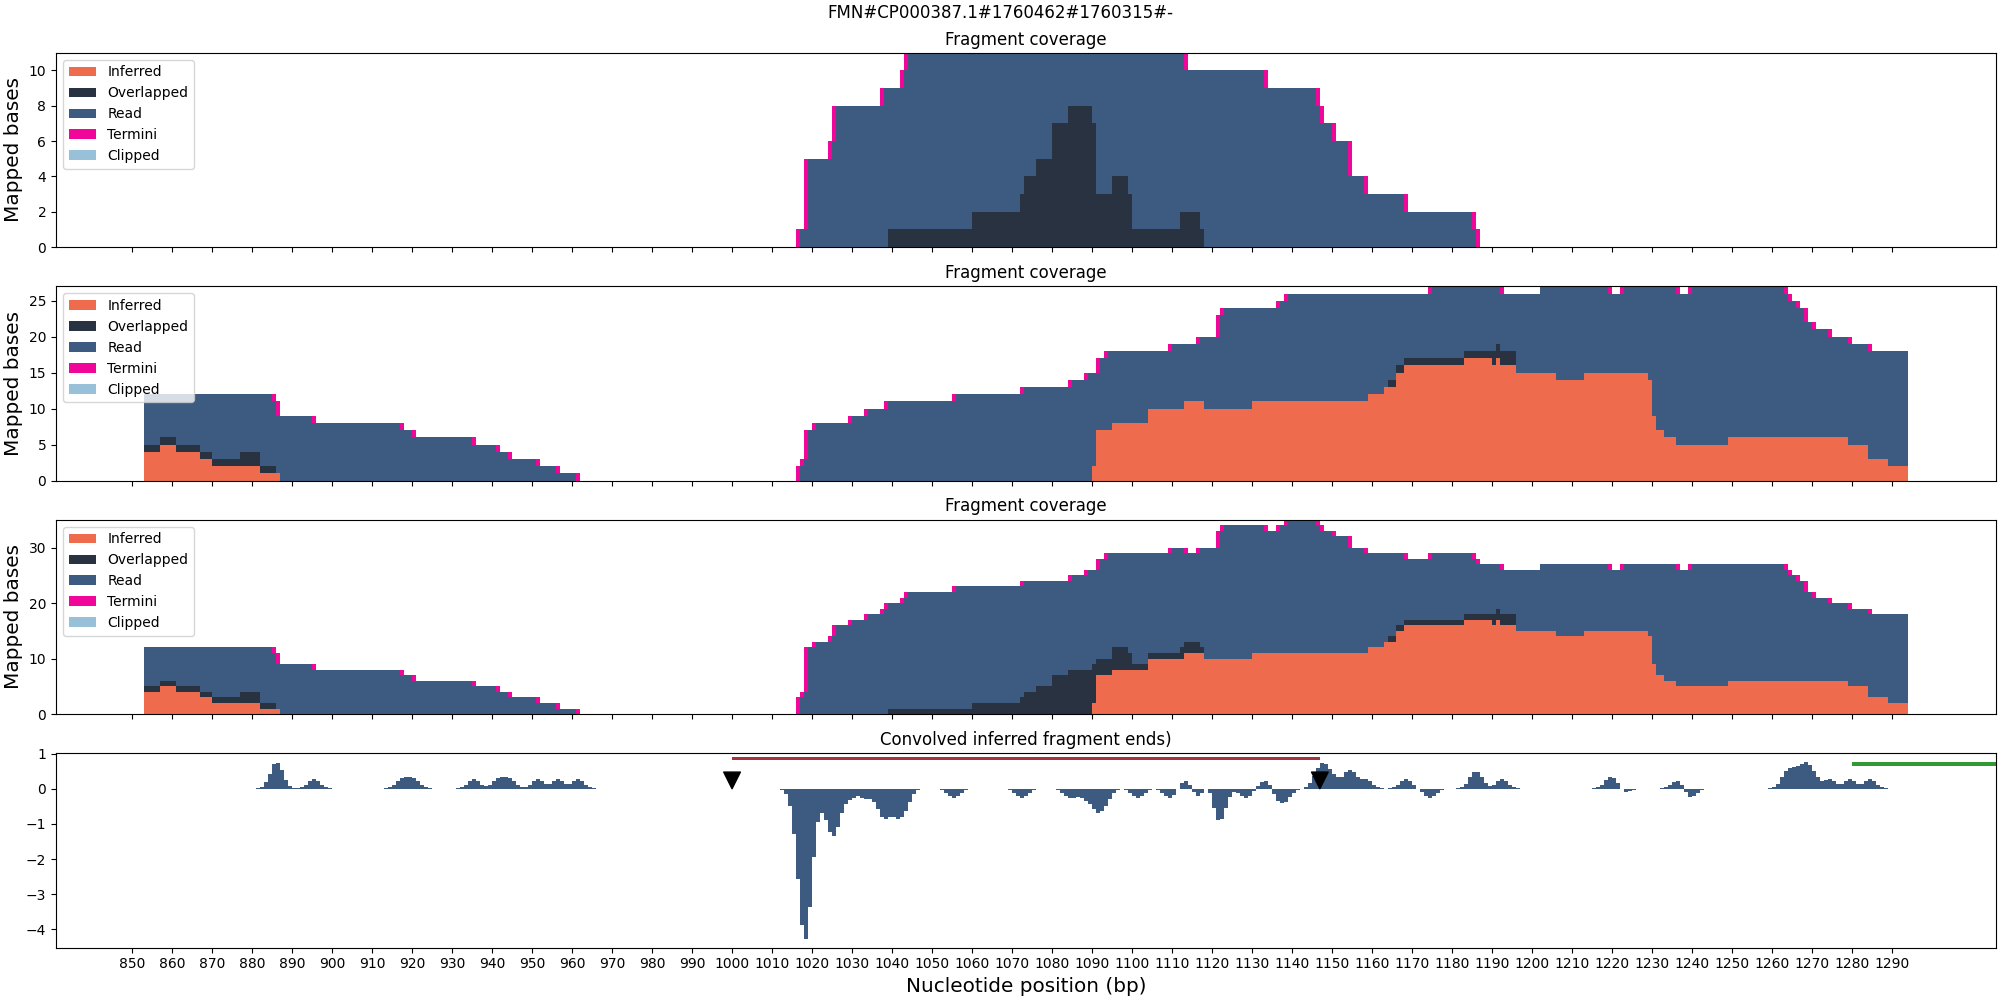 FMN#CP000387.1#1760462#1760315#-
Fragment coverage
Mapped bases
10
8
6
4
2
0
Inferred
Overlapped
Read
Termini
Clipped
Fragment coverage
Mapped bases
25
20
15
10
5
0
Inferred
Overlapped
Read
Termini
Clipped
Fragment coverage
Mapped bases
30
20
10
0
Inferred
Overlapped
Read
Termini
Clipped
Convolved inferred fragment ends)
1
0
−1
−2
−3
−4
850 860 870 880 890 900 910 920 930 940 950 960 970 980 990 1000 1010 1020 1030 1040 1050 1060 1070 1080 1090 1100 1110 1120 1130 1140 1150 1160 1170 1180 1190 1200 1210 1220 1230 1240 1250 1260 1270 1280 1290
Nucleotide position (bp)